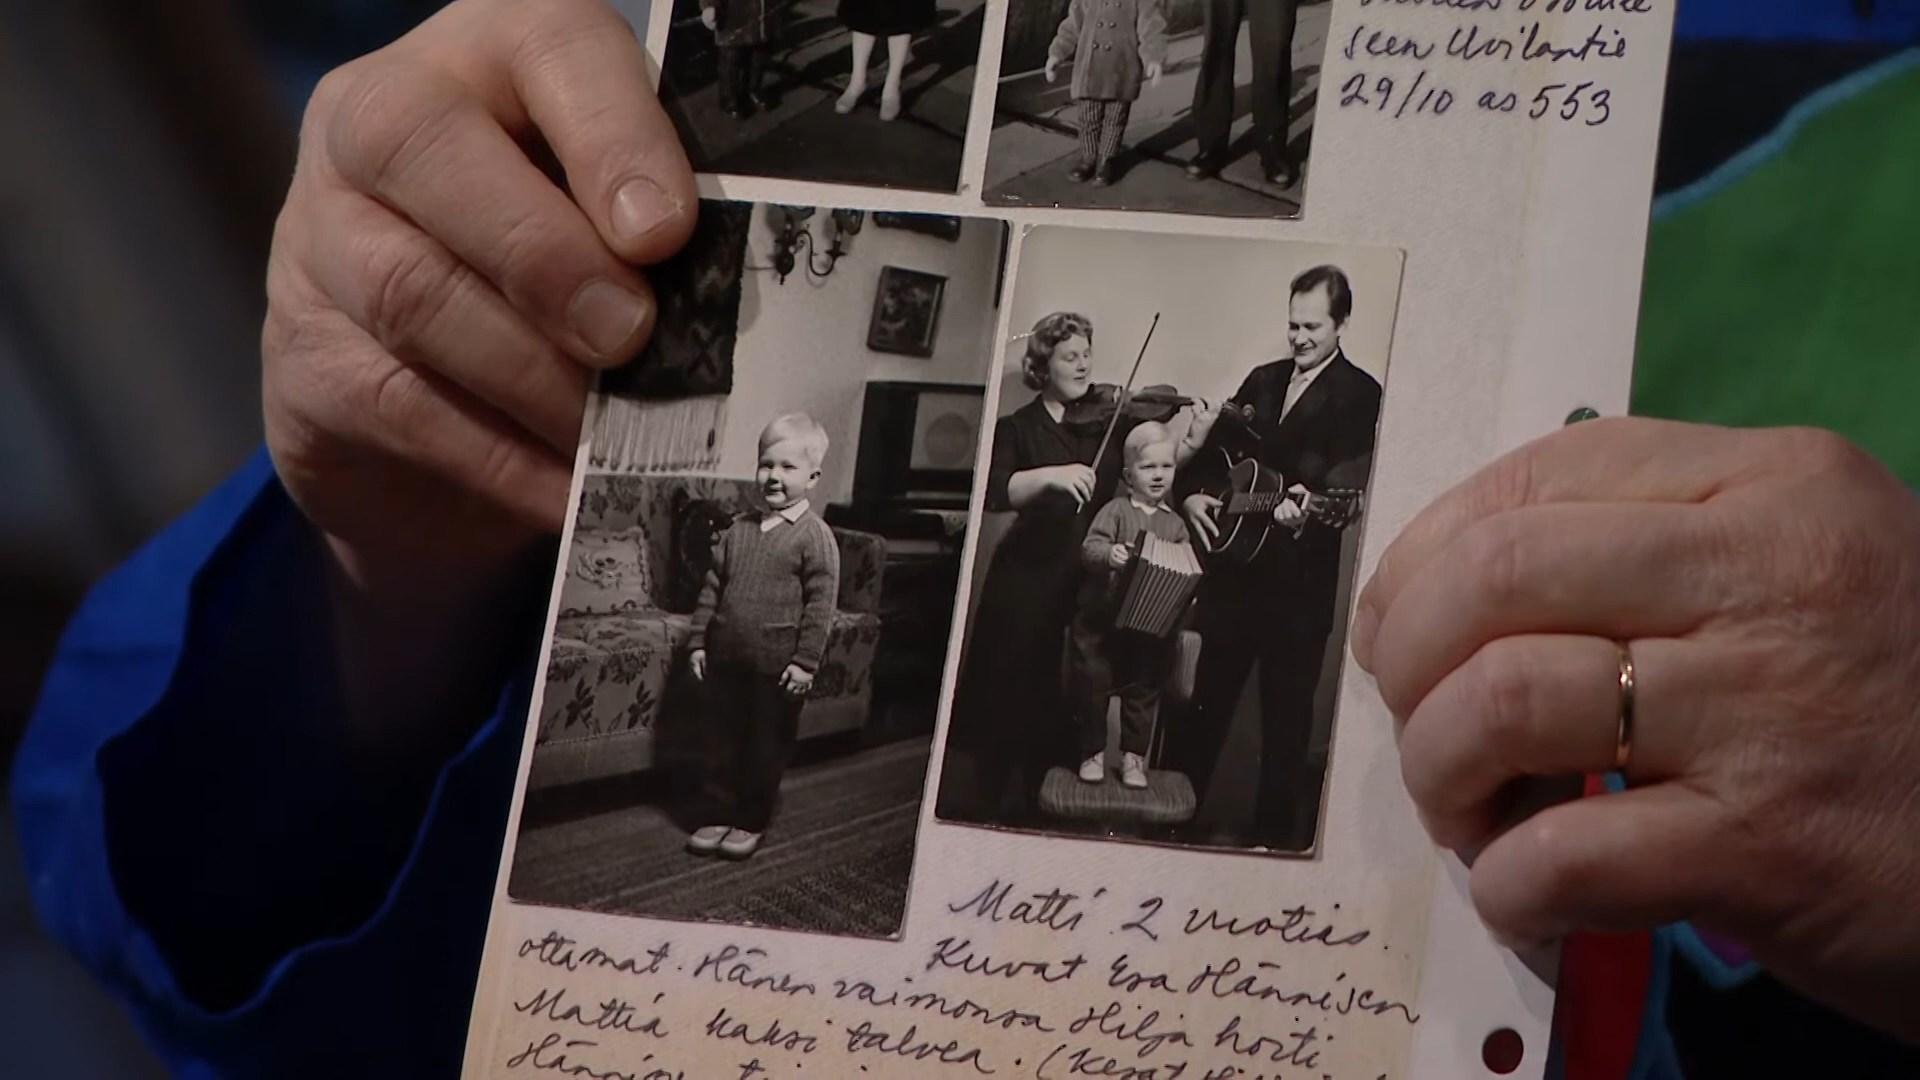 seen Uvilantie
29/10 as 553
Matti 2 vuotias.
Kuvat Esa Hännisen
ottamat. Hänen vaimonsa Hilja hoiti
Mattia kaksi talvea. (Kesät